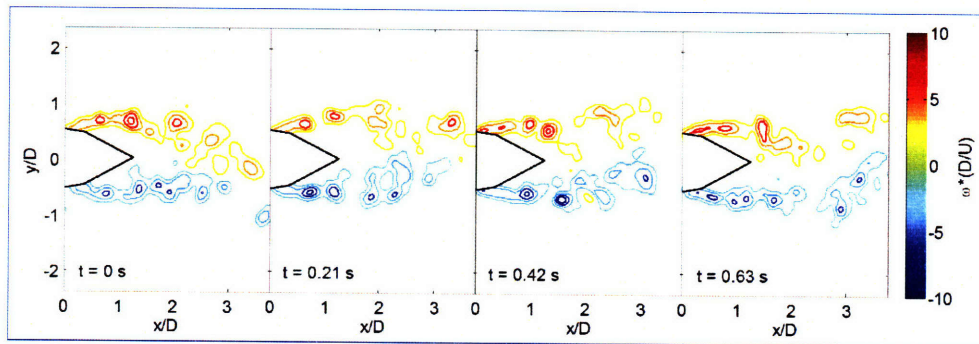 2
1
0
-1
-2
y/D
t = 0 s
t = 0.21 s
t = 0.42 s
t = 0.63 s
0 1 2 3
0 1 2 3
0 1 2 3
0 1 2 3
x/D
x/D
x/D
x/D
10
5
0
-5
-10
ω*(D/U)